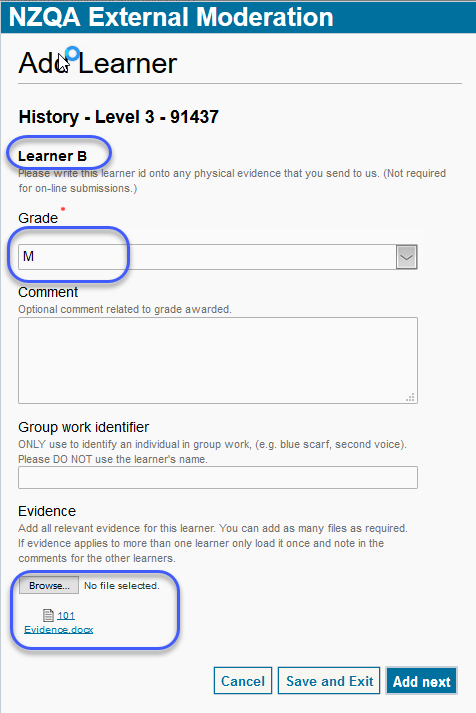 NZQA External Moderation
Add Learner
History - Level 3 - 91437
Learner B
Please write this learner id onto any physical evidence that you send to us. (Not required
for on-line submissions.)
Grade *
M
Comment
Optional comment related to grade awarded.
Group work identifier
ONLY use to identify an individual in group work, (e.g. blue scarf, second voice).
Please DO NOT use the learner's name.
Evidence
Add all relevant evidence for this learner. You can add as many files as required.
If evidence applies to more than one learner only load it once and note in the
comments for the other learners.
Browse... No file selected.
101
Evidence.docx
Cancel Save and Exit Add next